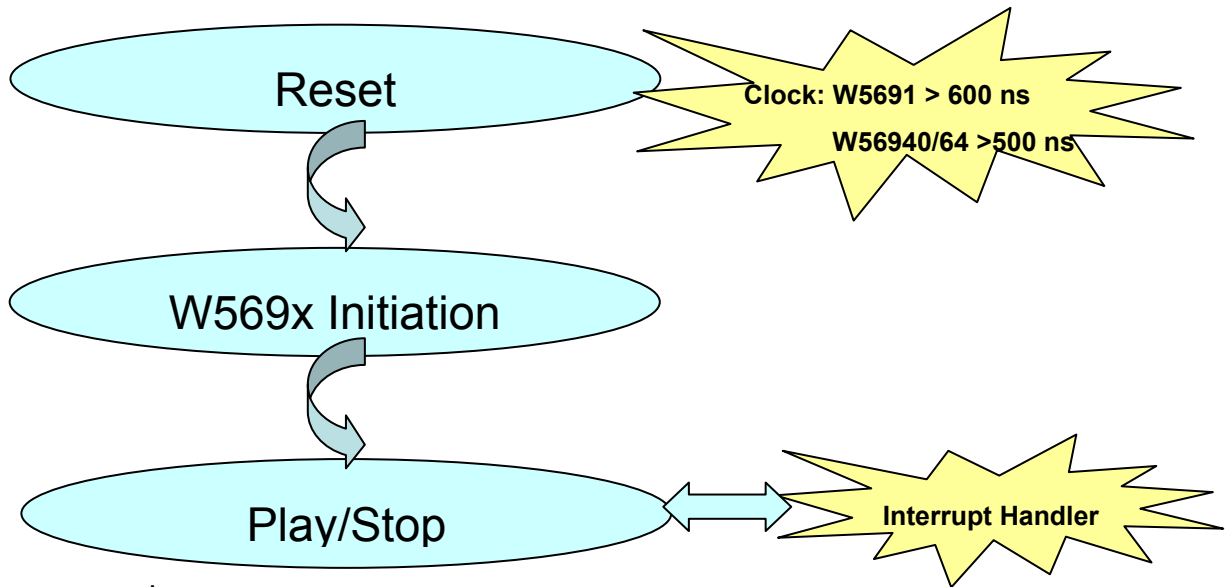 Reset
Clock: W5691 > 600 ns
W56940/64 >500 ns
W569x Initiation
Play/Stop
Interrupt Handler